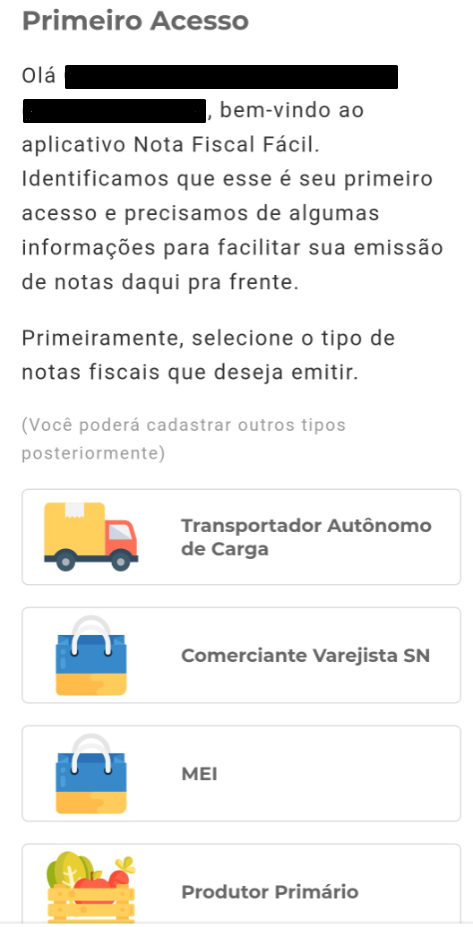 Primeiro Acesso
Olá
, bem-vindo ao
aplicativo Nota Fiscal Fácil.
Identificamos que esse é seu primeiro
acesso e precisamos de algumas
informações para facilitar sua emissão
de notas daqui pra frente.
Primeiramente, selecione o tipo de
notas fiscais que deseja emitir.
(Você poderá cadastrar outros tipos
posteriormente)
Transportador Autônomo
de Carga
Comerciante Varejista SN
MEI
Produtor Primário